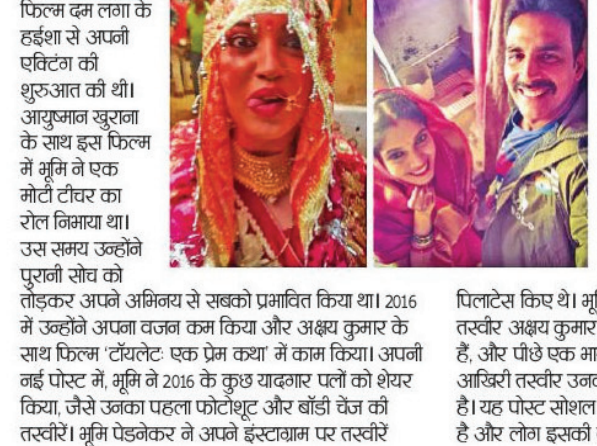 फिल्म दम लगा के
हईशा से अपनी
एक्टिंग की
शुरुआत की थी।
आयुष्मान खुराना
के साथ इस फिल्म
में भूमि ने एक
मोटी टीचर का
रोल निभाया था।
उस समय उन्होंने
पुरानी सोच को
तोड़कर अपने अभिनय से सबको प्रभावित किया था। 2016
में उन्होंने अपना वजन कम किया और अक्षय कुमार के
साथ फिल्म ‘टॉयलेटः एक प्रेम कथा’ में काम किया। अपनी
नई पोस्ट में, भूमि ने 2016 के कुछ यादगार पलों को शेयर
किया, जैसे उनका पहला फोटोशूट और बॉडी चेंज की
तस्वीरें। भूमि पेडनेकर ने अपने इंस्टाग्राम पर तस्वीरें
पिलाटेस किए थे।
तस्वीर अक्षय कुमार
हैं, और पीछे एक
आखिरी तस्वीर
है। यह पोस्ट सोशल
है और लोग इसकी